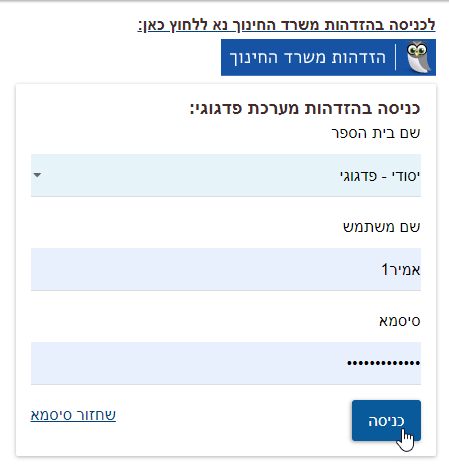 לכניסה בהזדהות משרד החינוך נא ללחוץ כאן:
הזדהות משרד החינוך
כניסה בהזדהות מערכת פדגוגי:
שם בית הספר
יסודי - פדגוגי
שם משתמש
אמיר1
סיסמא
•••••••••••••
כניסה
שחזור סיסמא